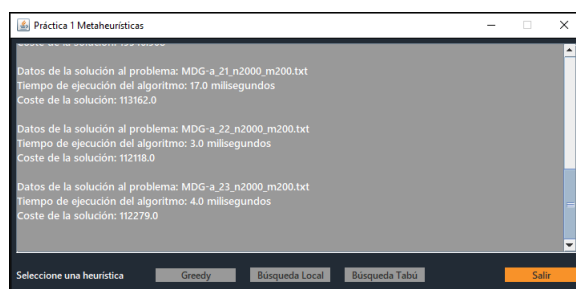 Práctica 1 Metaheurísticas
Datos de la solución al problema: MDG-a_21_n2000_m200.txt
Tiempo de ejecución del algoritmo: 17.0 milisegundos
Coste de la solución: 113162.0
Datos de la solución al problema: MDG-a_22_n2000_m200.txt
Tiempo de ejecución del algoritmo: 3.0 milisegundos
Coste de la solución: 112118.0
Datos de la solución al problema: MDG-a_23_n2000_m200.txt
Tiempo de ejecución del algoritmo: 4.0 milisegundos
Coste de la solución: 112279.0
Seleccione una heurística Greedy Búsqueda Local Búsqueda Tabú Salir